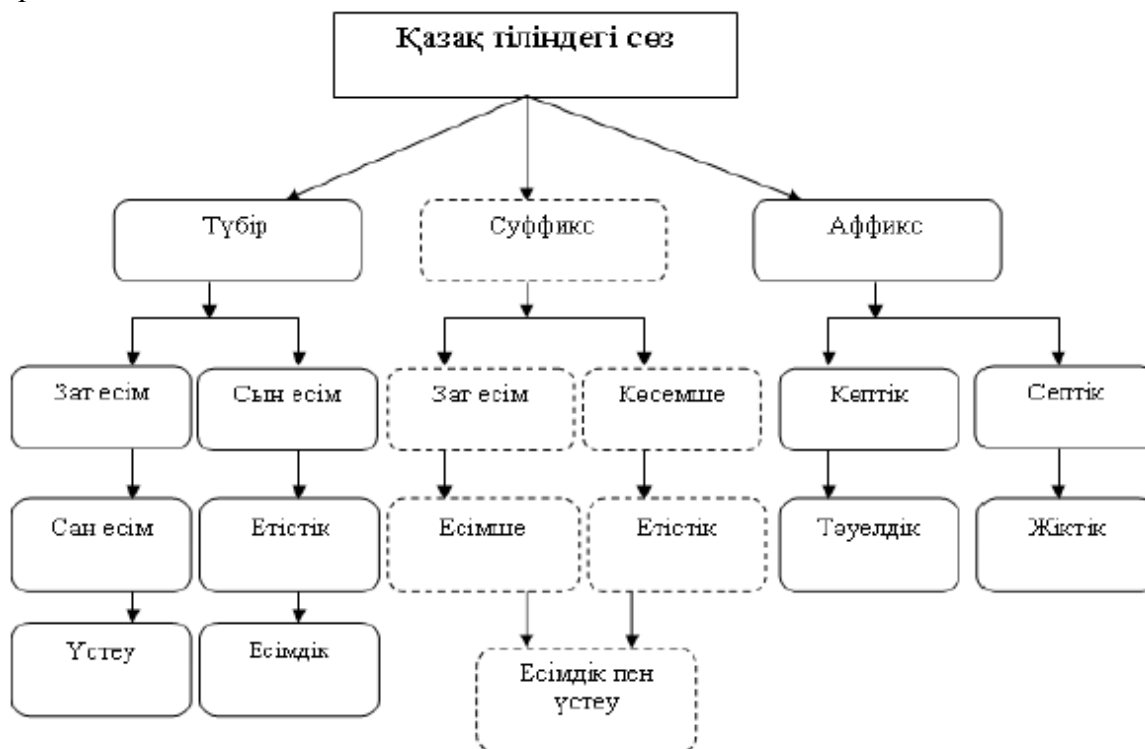 Қазақ тіліндегі сөз
Түбір
Суффикс
Аффикс
Зат есім
Сын есім
Зат есім
Көсемше
Көптік
Септік
Сан есім
Етістік
Есімше
Етістік
Тәуелдік
Жіктік
Үстеу
Есімдік
Есімдік пен
үстеу